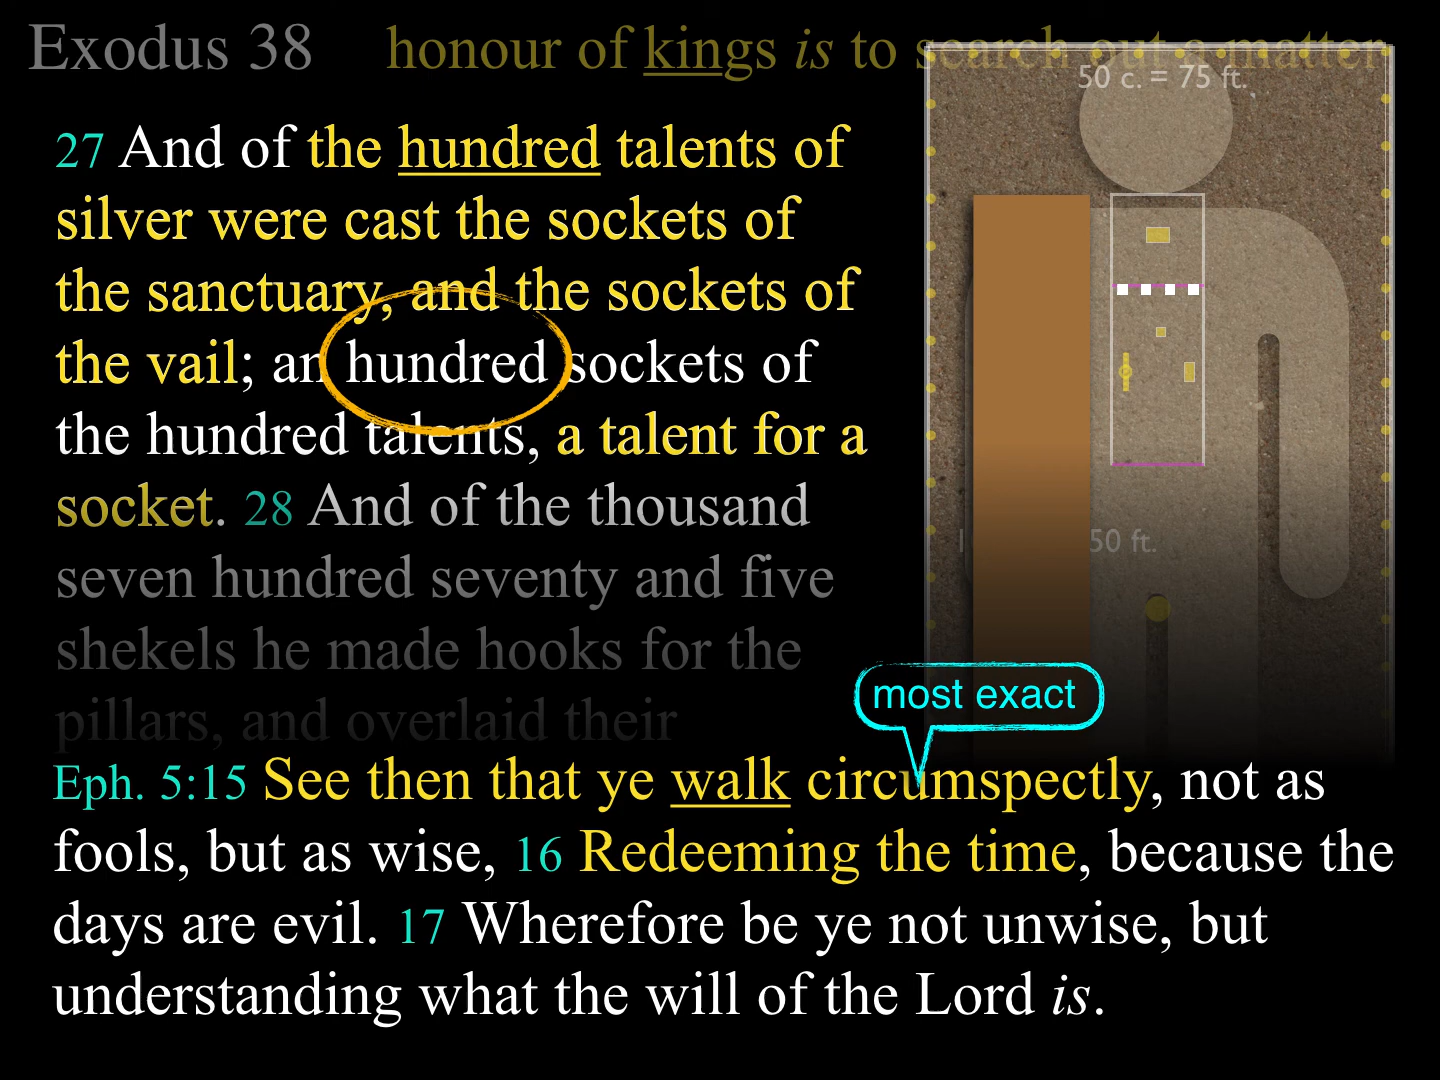 Exodus 38
honour of kings is to search out a matter
50 c. = 75 ft.
27 And of the hundred talents of
silver were cast the sockets of
the sanctuary, and the sockets of
the vail; an hundred sockets of
the hundred talents, a talent for a
socket. 28 And of the thousand
seven hundred seventy and five
shekels he made hooks for the
pillars, and overlaid their
50 ft.
most exact
Eph. 5:15 See then that ye walk circumspectly, not as
fools, but as wise, 16 Redeeming the time, because the
days are evil. 17 Wherefore be ye not unwise, but
understanding what the will of the Lord is.